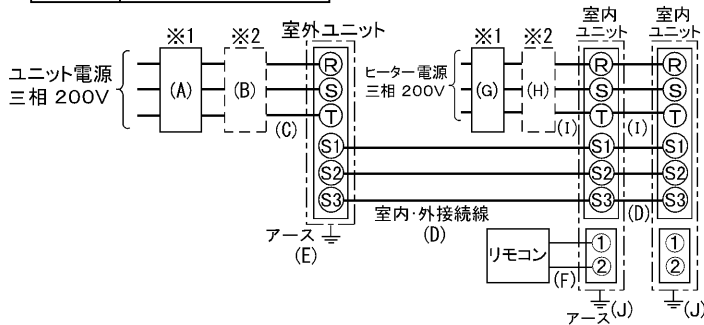 ※1 ※2 室外ユニット ※1 ※2 室内ユニット 室内ユニット
ユニット電源
三相 200V
(A) (B) (C)
R
S
T
S1
S2
S3
ヒーター電源
三相 200V
(G) (H) (I) (I)
R R
S S
T T
S1 S1
S2 S2
S3 S3
室内・外接続線
(D) (D)
アース
(E)
リモコン
(F)
① ①
② ②
アース (J) (J)